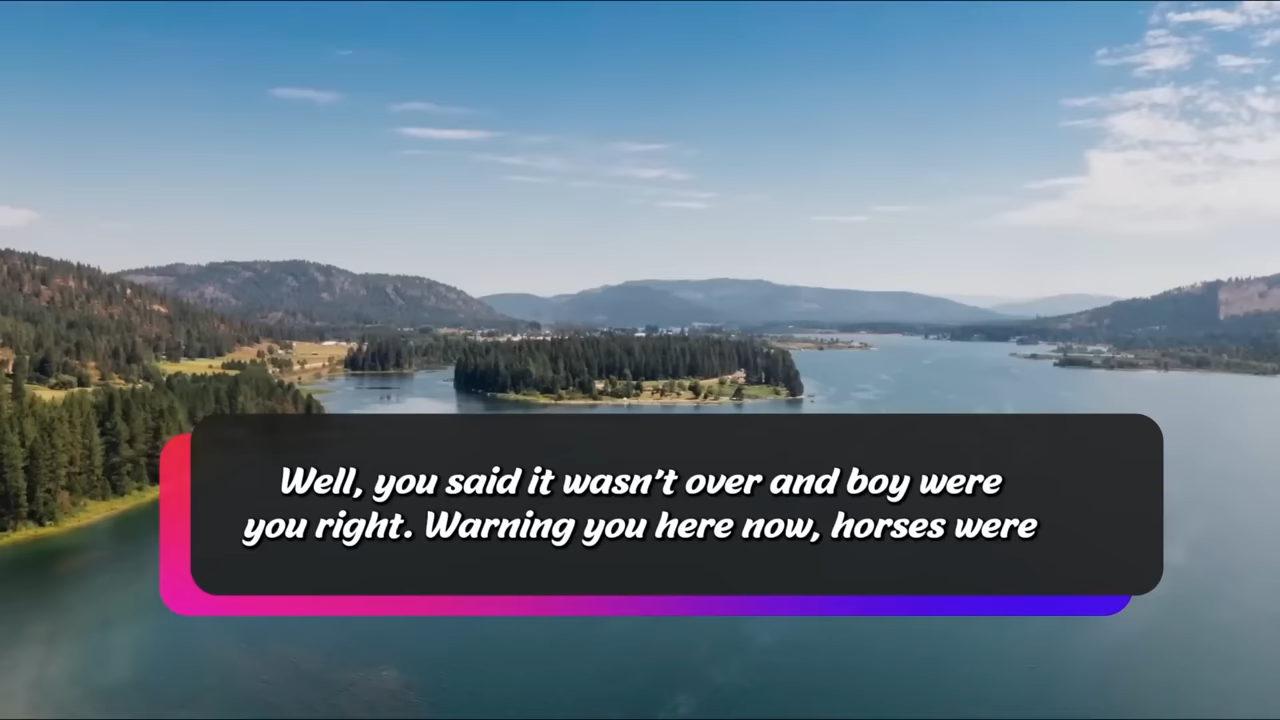 Well, you said it wasn't over and boy were
you right. Warning you here now, horses were